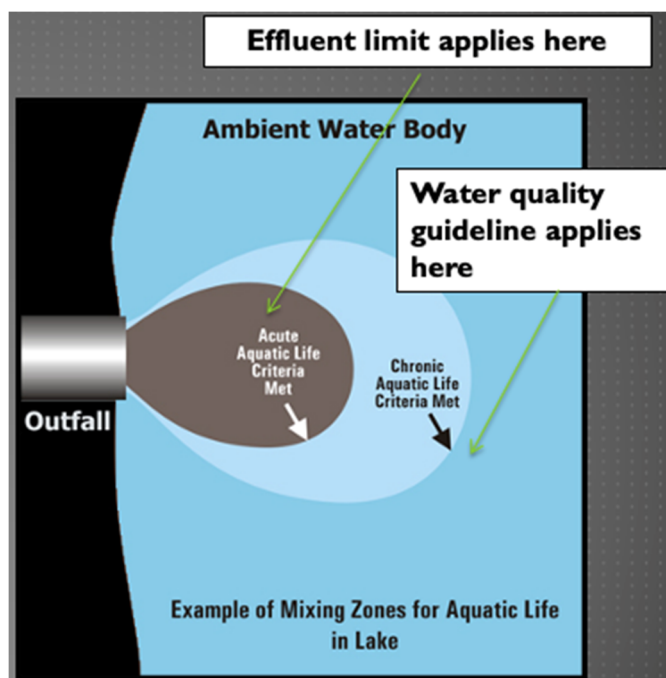 Effluent limit applies here
Ambient Water Body
Water quality
guideline applies
here
Acute
Aquatic Life
Criteria
Met
Chronic
Aquatic Life
Criteria Met
Outfall
Example of Mixing Zones for Aquatic Life
in Lake